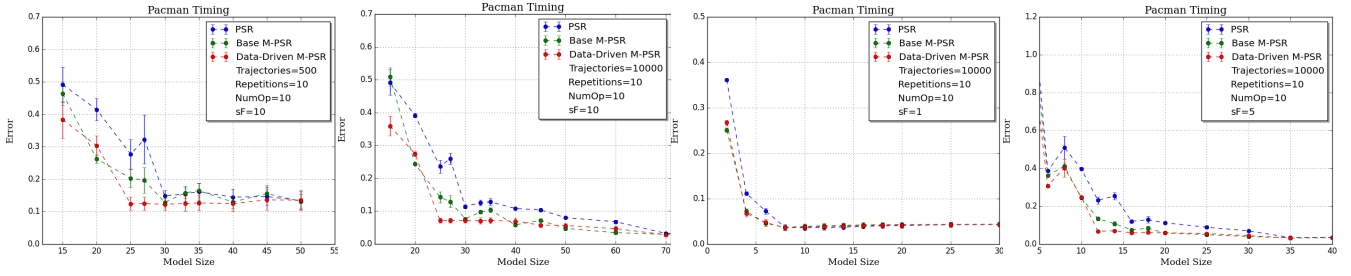 Pacman Timing
0.7
0.6
0.5
0.4
0.3
0.2
0.1
0.0
Error
PSR
Base M-PSR
Data-Driven M-PSR
Trajectories=500
Repetitions=10
NumOp=10
sF=10
10 15 20 25 30 35 40 45 50 55
Model Size
Pacman Timing
0.7
0.6
0.5
0.4
0.3
0.2
0.1
0.0
Error
PSR
Base M-PSR
Data-Driven M-PSR
Trajectories=10000
Repetitions=10
NumOp=10
sF=10
20 30 40 50 60 70
Model Size
Pacman Timing
0.5
0.4
0.3
0.2
0.1
0.0
Error
PSR
Base M-PSR
Data-Driven M-PSR
Trajectories=10000
Repetitions=10
NumOp=10
sF=1
0 5 10 15 20 25 30
Model Size
Pacman Timing
1.2
1.0
0.8
0.6
0.4
0.2
0.0
Error
PSR
Base M-PSR
Data-Driven M-PSR
Trajectories=10000
Repetitions=10
NumOp=10
sF=5
5 10 15 20 25 30 35 40
Model Size